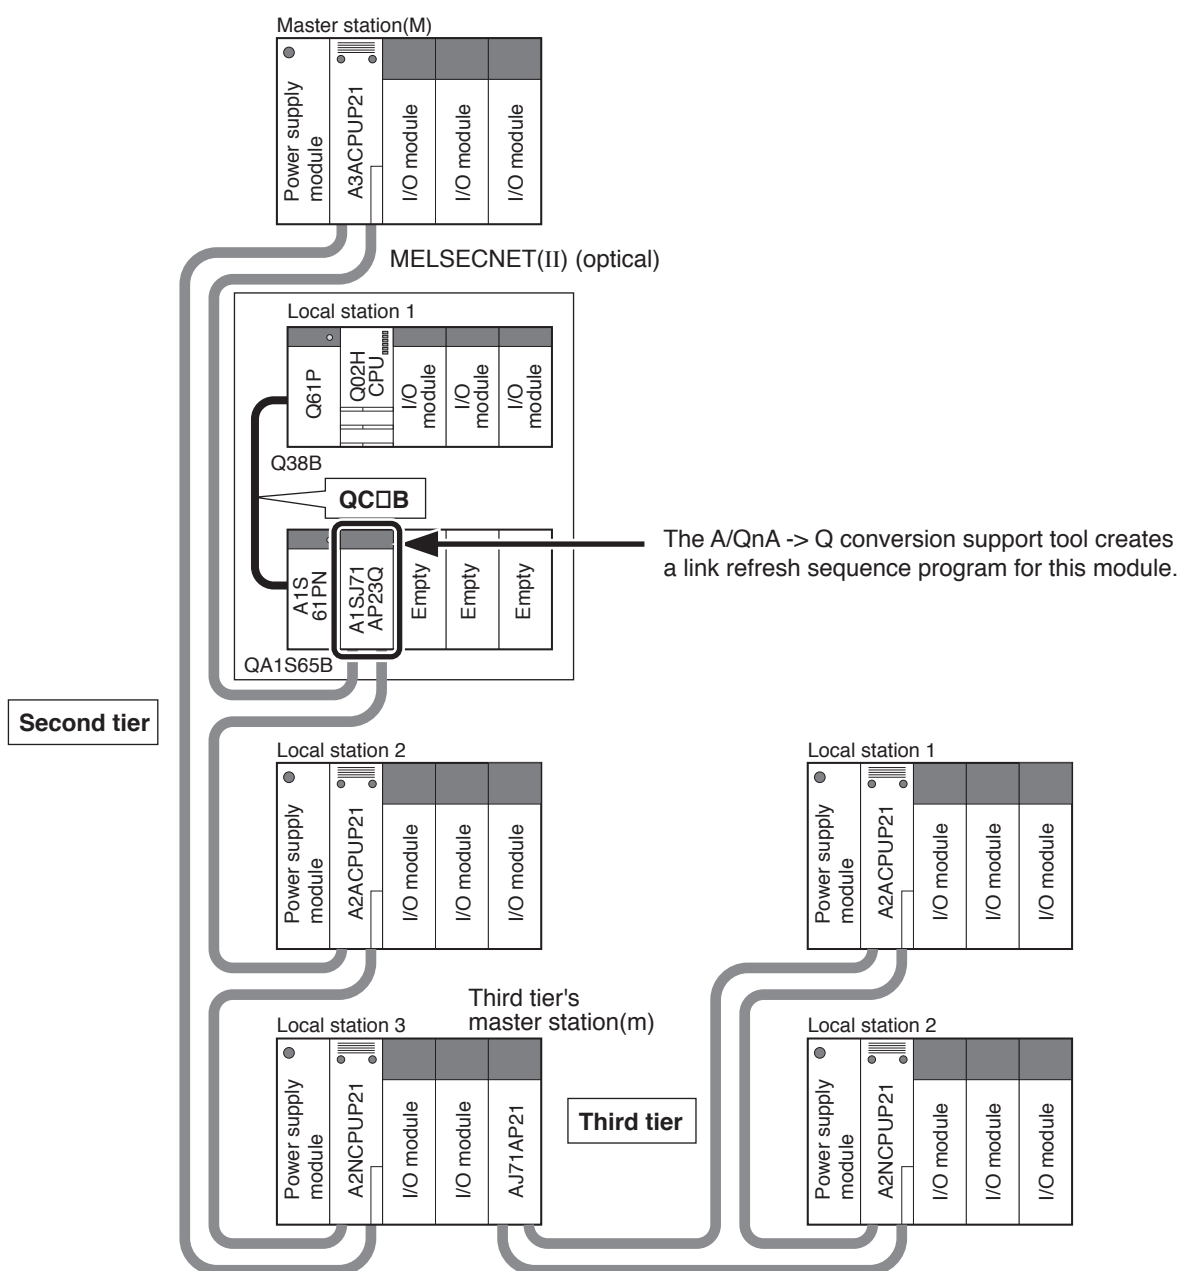 Master station(M)
Power supply
module
A3ACPUP21
I/O module
I/O module
I/O module
MELSECNET(II) (optical)
Local station 1
Q61P
Q02H
CPU
I/O
module
I/O
module
I/O
module
Q38B
QC□B
A1S
61PN
A1SJ71
AP23Q
Empty
Empty
Empty
QA1S65B
The A/QnA -> Q conversion support tool creates
a link refresh sequence program for this module.
Second tier
Local station 2
Power supply
module
A2ACPUP21
I/O module
I/O module
I/O module
Local station 1
Power supply
module
A2ACPUP21
I/O module
I/O module
I/O module
Third tier's
master station(m)
Local station 3
Power supply
module
A2NCPUP21
I/O module
I/O module
AJ71AP21
Third tier
Local station 2
Power supply
module
A2NCPUP21
I/O module
I/O module
I/O module